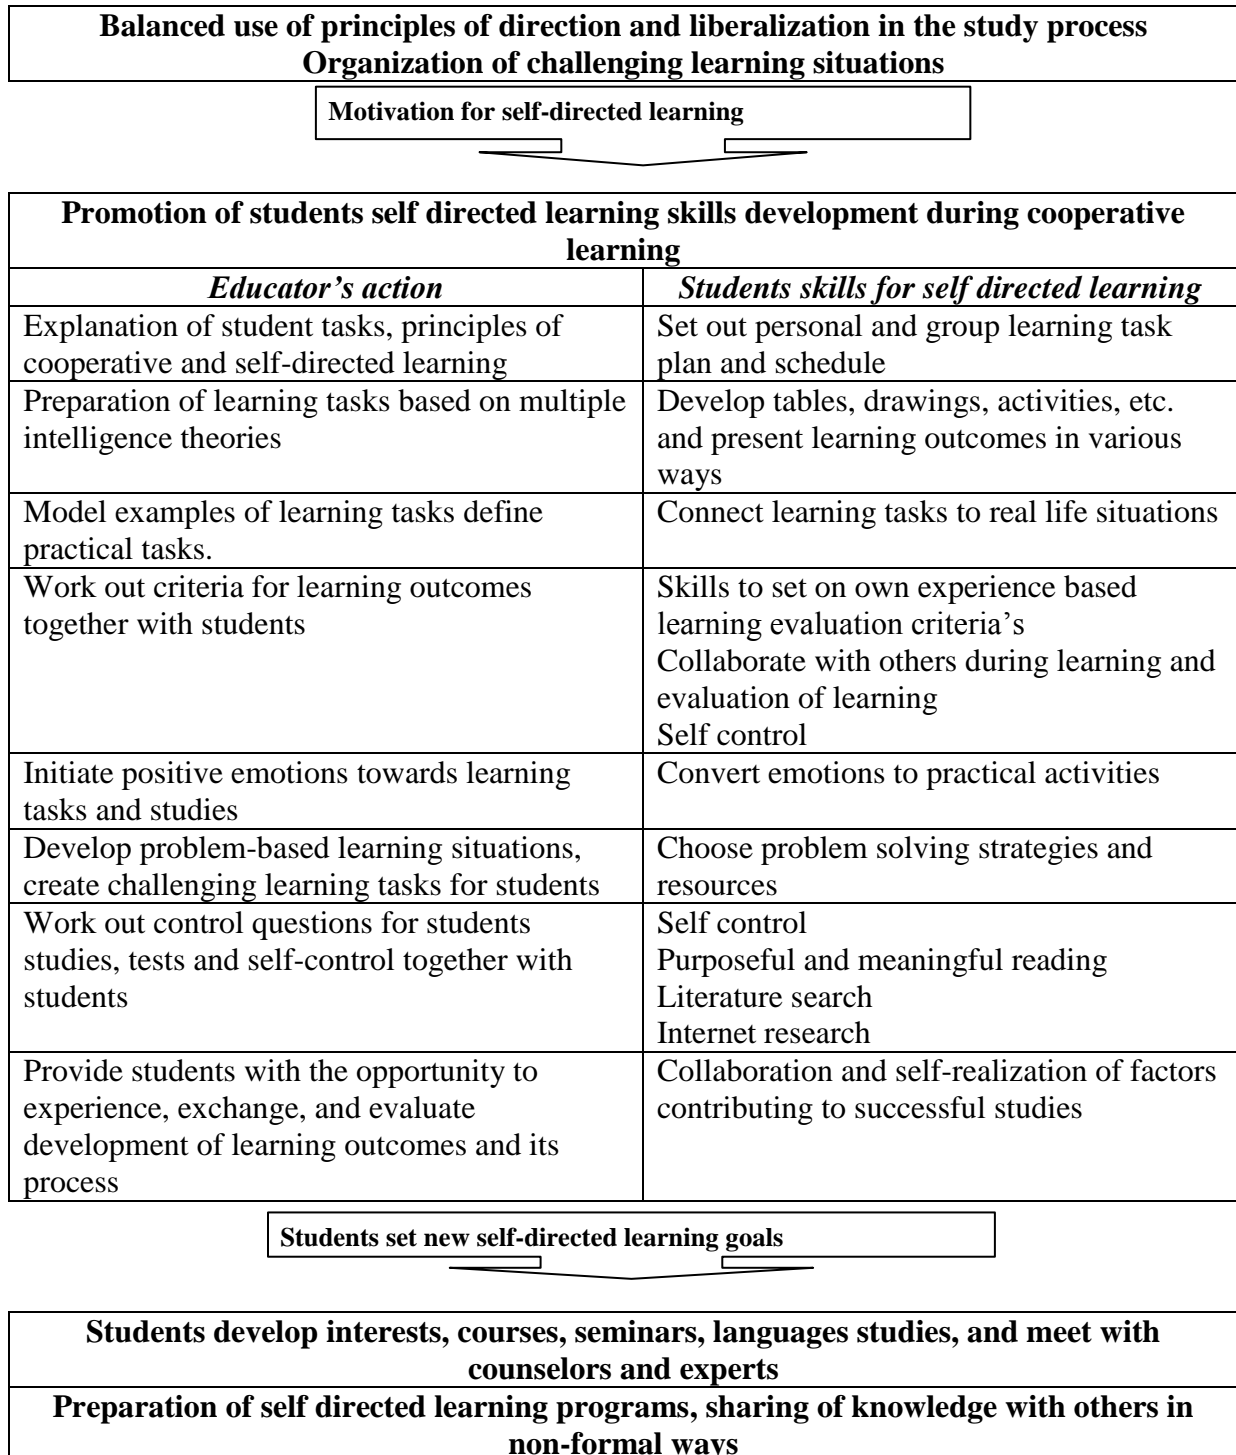 Balanced use of principles of direction and liberalization in the study process
Organization of challenging learning situations
Motivation for self-directed learning
Promotion of students self directed learning skills development during cooperative
learning
Educator’s action
Students skills for self directed learning
Explanation of student tasks, principles of
cooperative and self-directed learning
Set out personal and group learning task
plan and schedule
Preparation of learning tasks based on multiple
intelligence theories
Develop tables, drawings, activities, etc.
and present learning outcomes in various
ways
Model examples of learning tasks define
practical tasks.
Connect learning tasks to real life situations
Work out criteria for learning outcomes
together with students
Skills to set on own experience based
learning evaluation criteria’s
Collaborate with others during learning and
evaluation of learning
Self control
Initiate positive emotions towards learning
tasks and studies
Convert emotions to practical activities
Develop problem-based learning situations,
create challenging learning tasks for students
Choose problem solving strategies and
resources
Work out control questions for students
studies, tests and self-control together with
students
Self control
Purposeful and meaningful reading
Literature search
Internet research
Provide students with the opportunity to
experience, exchange, and evaluate
development of learning outcomes and its
process
Collaboration and self-realization of factors
contributing to successful studies
Students set new self-directed learning goals
Students develop interests, courses, seminars, languages studies, and meet with
counselors and experts
Preparation of self directed learning programs, sharing of knowledge with others in
non-formal ways